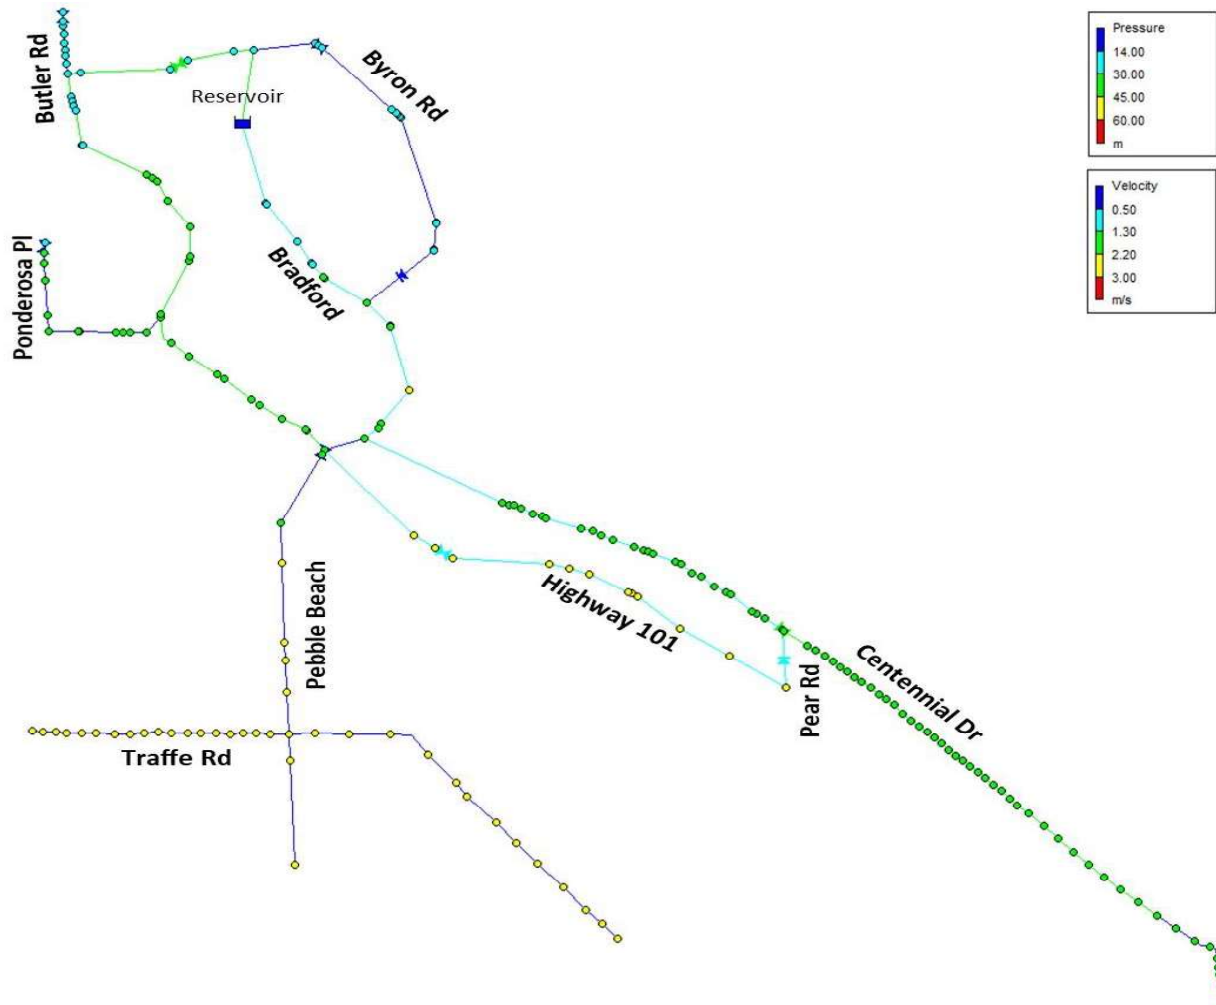 Butler Rd
Reservoir
Byron Rd
Pressure
14.00
30.00
45.00
60.00
m
Velocity
0.50
1.30
2.20
3.00
m/s
Ponderosa Pl
Bradford
Pebble Beach
Highway 101
Pear Rd
Centennial Dr
Traffe Rd